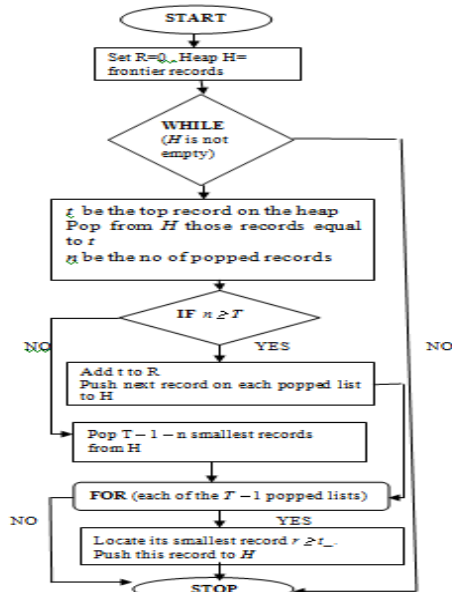 START
Set R=0, Heap H=
frontier records
WHILE
(H is not
empty)
t be the top record on the heap
Pop from H those records equal
to t
n be the no of popped records
IF n ≥ T
NO
YES
NO
Add t to R
Push next record on each popped list
to H
Pop T – 1 – n smallest records
from H
FOR (each of the T – 1 popped lists)
NO
YES
Locate its smallest record r ≥ t_.
Push this record to H
STOP